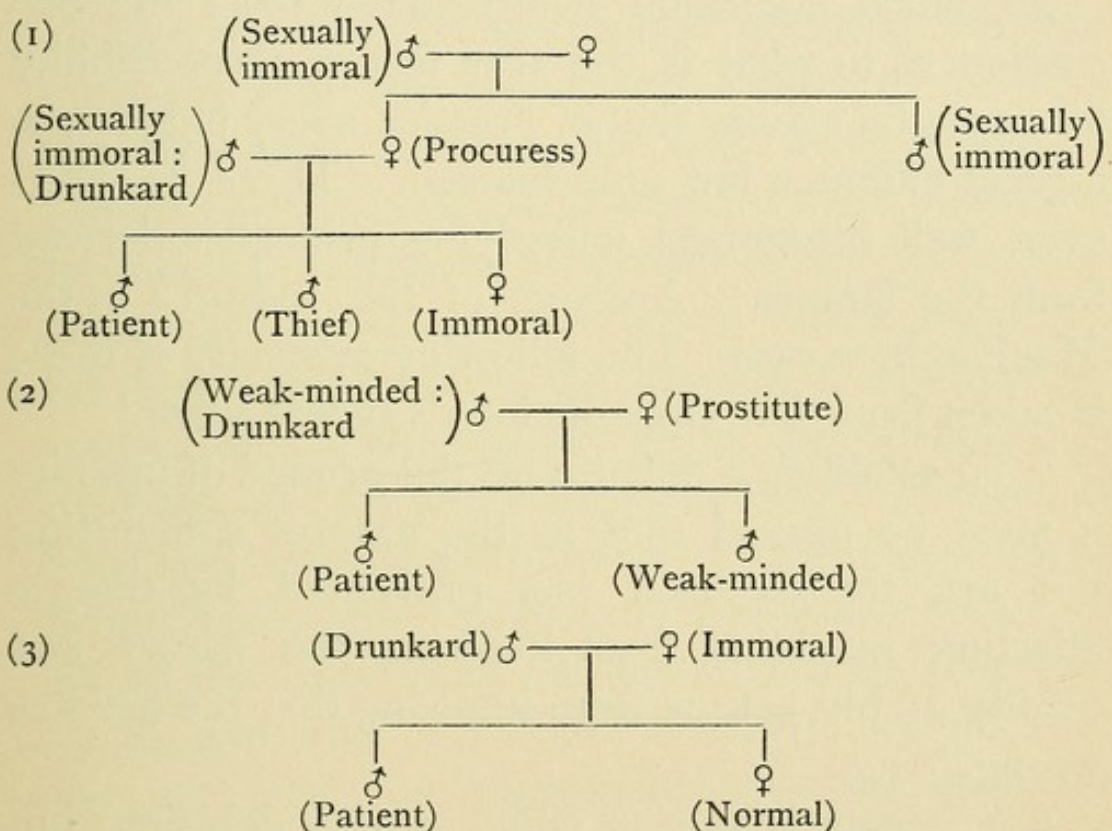 (1)
(Sexually immoral) ♂ ♀
(Sexually immoral : Drunkard) ♂ ♀ (Procuress) ♂ (Sexually immoral).
♂ ♂ ♀
(Patient) (Thief) (Immoral)
(2) (Weak-minded : Drunkard) ♂ ♀ (Prostitute)
♂ ♂
(Patient) (Weak-minded)
(3) (Drunkard) ♂ ♀ (Immoral)
♂ ♀
(Patient) (Normal)